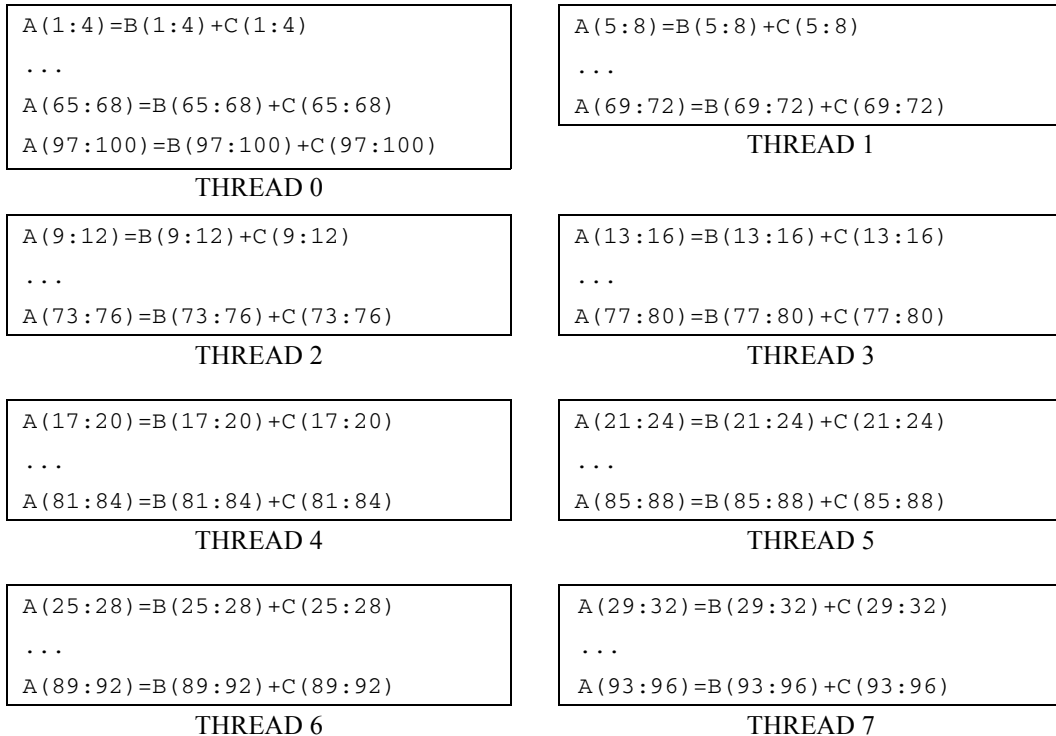 A(1:4)=B(1:4)+C(1:4)
...
A(65:68)=B(65:68)+C(65:68)
A(97:100)=B(97:100)+C(97:100)
THREAD 0
A(5:8)=B(5:8)+C(5:8)
...
A(69:72)=B(69:72)+C(69:72)
THREAD 1
A(9:12)=B(9:12)+C(9:12)
...
A(73:76)=B(73:76)+C(73:76)
THREAD 2
A(13:16)=B(13:16)+C(13:16)
...
A(77:80)=B(77:80)+C(77:80)
THREAD 3
A(17:20)=B(17:20)+C(17:20)
...
A(81:84)=B(81:84)+C(81:84)
THREAD 4
A(21:24)=B(21:24)+C(21:24)
...
A(85:88)=B(85:88)+C(85:88)
THREAD 5
A(25:28)=B(25:28)+C(25:28)
...
A(89:92)=B(89:92)+C(89:92)
THREAD 6
A(29:32)=B(29:32)+C(29:32)
...
A(93:96)=B(93:96)+C(93:96)
THREAD 7